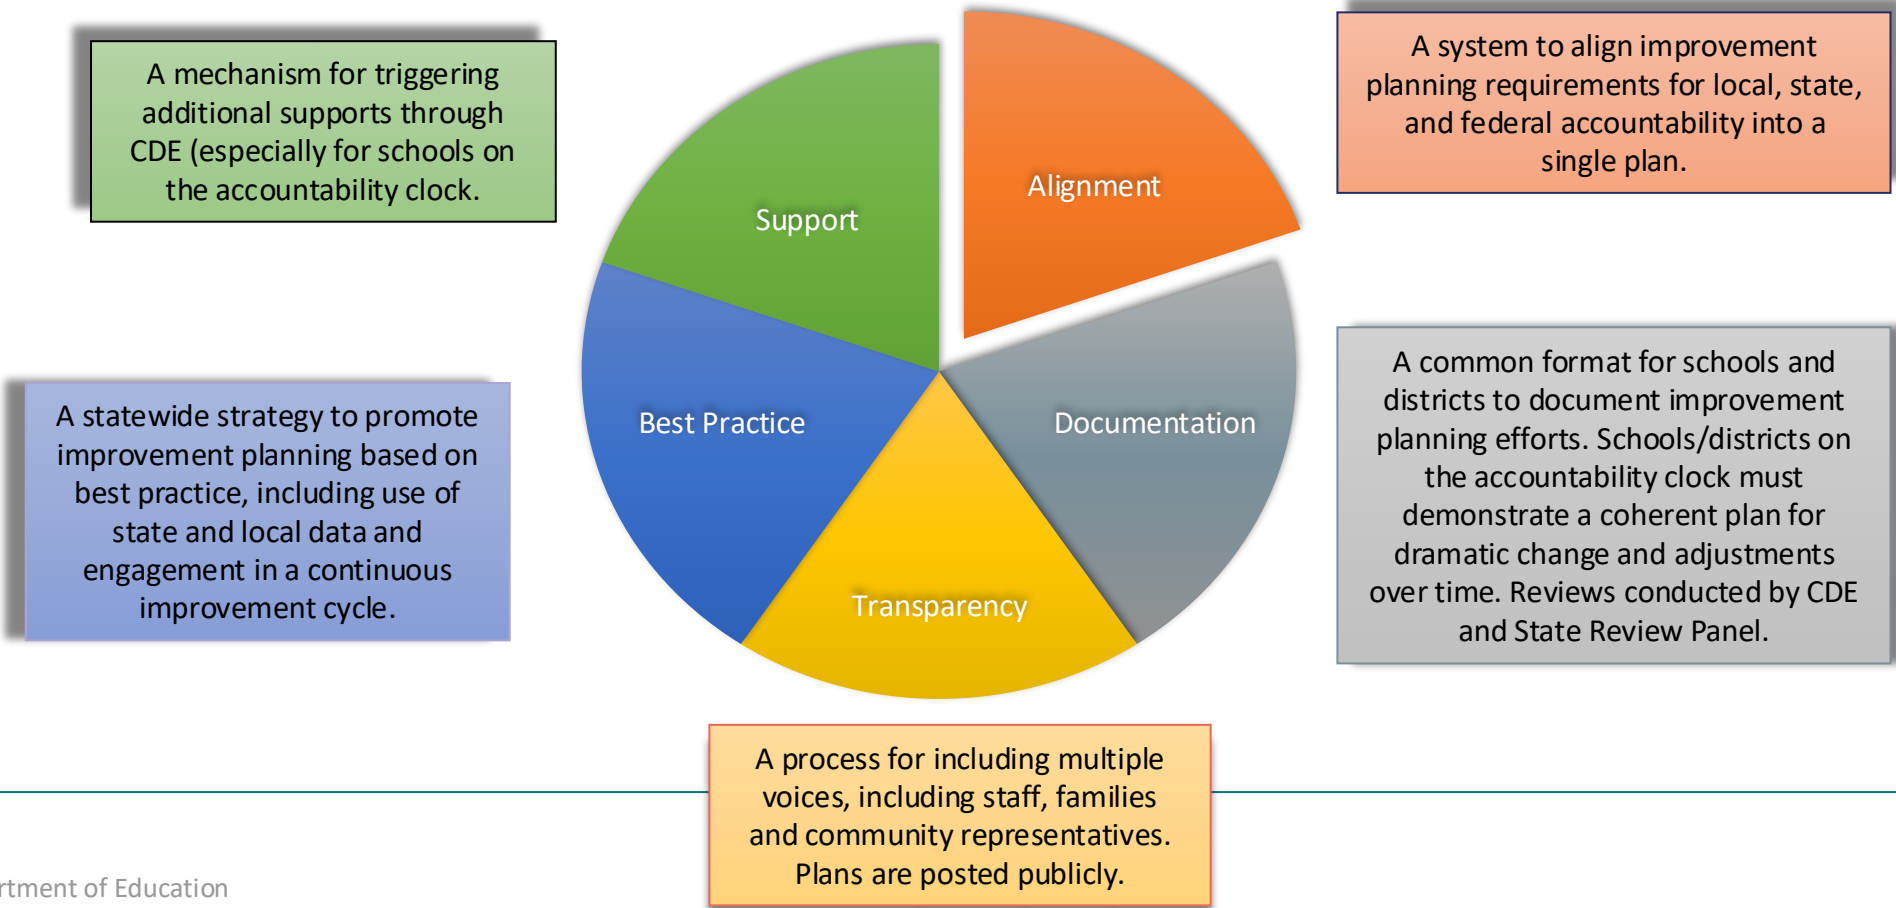 A mechanism for triggering
additional supports through
CDE (especially for schools on
the accountability clock.
A system to align improvement
planning requirements for local, state,
and federal accountability into a
single plan.
Support
Alignment
Best Practice
Documentation
Transparency
A statewide strategy to promote
improvement planning based on
best practice, including use of
state and local data and
engagement in a continuous
improvement cycle.
A common format for schools and
districts to document improvement
planning efforts. Schools/districts on
the accountability clock must
demonstrate a coherent plan for
dramatic change and adjustments
over time. Reviews conducted by CDE
and State Review Panel.
A process for including multiple
voices, including staff, families
and community representatives.
Plans are posted publicly.
rtment of Education